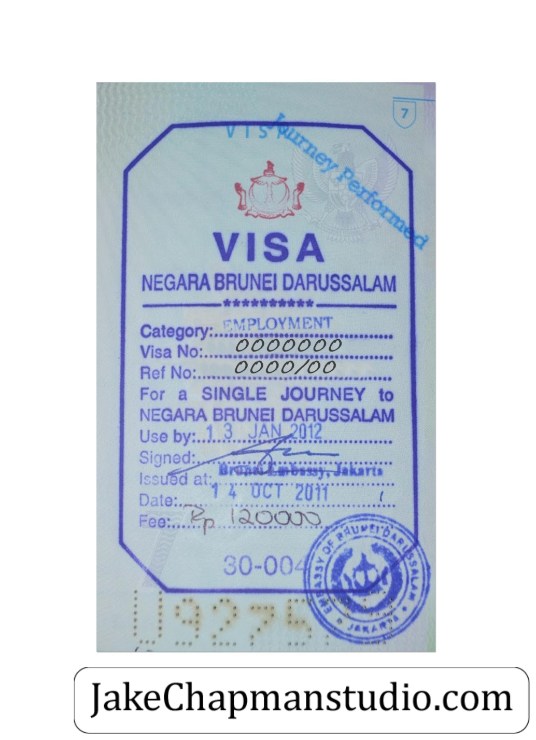 7
VISA
Journey Performed
VISA
NEGARA BRUNEI DARUSSALAM
**********
Category: EMPLOYMENT
Visa No: 0000000
Ref No: 0000/00
For a SINGLE JOURNEY to
NEGARA BRUNEI DARUSSALAM
Use by: 13 JAN 2012
Signed:
Issued at: Brunei Embassy, Jakarta
Date: 14 OCT 2011
Fee: Rp 120000
30-004
EMBASSY OF BRUNEI DARUSSALAM
JAKARTA
U9275
JakeChapmanstudio.com